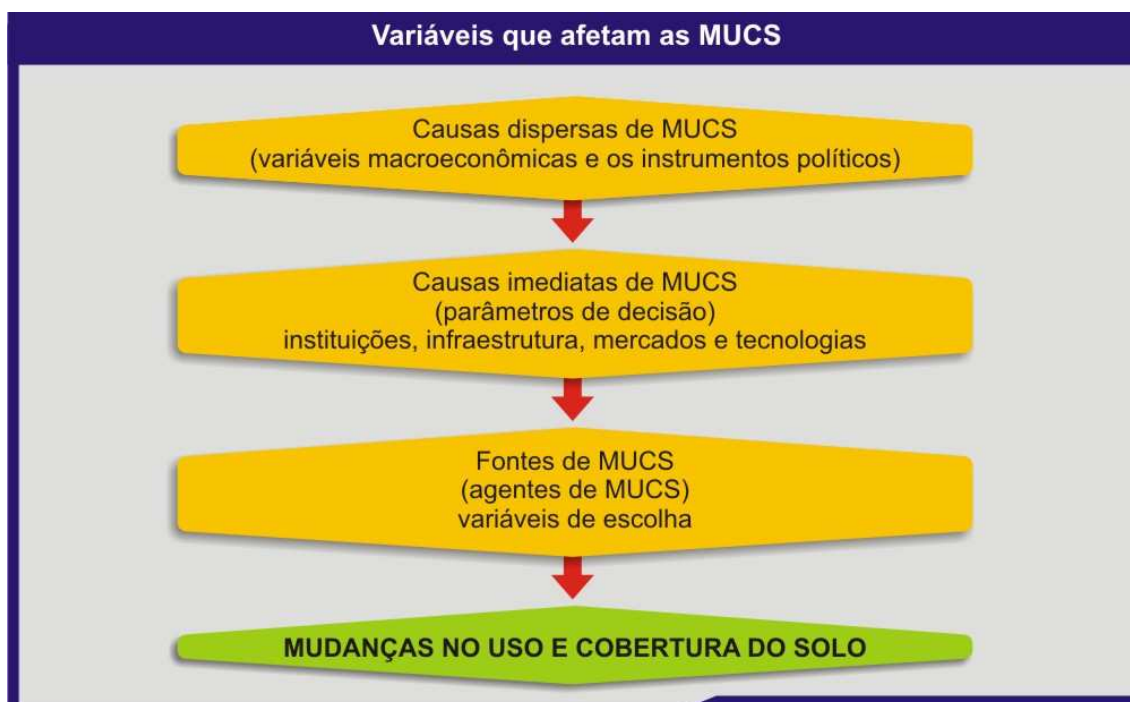 Variáveis que afetam as MUCS
Causas dispersas de MUCS
(variáveis macroeconômicas e os instrumentos políticos)
Causas imediatas de MUCS
(parâmetros de decisão)
instituições, infraestrutura, mercados e tecnologias
Fontes de MUCS
(agentes de MUCS)
variáveis de escolha
MUDANÇAS NO USO E COBERTURA DO SOLO